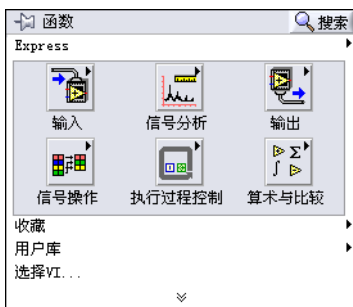 函数 搜索
Express
输入 信号分析 输出
信号操作 执行过程控制 算术与比较
收藏
用户库
选择VI...